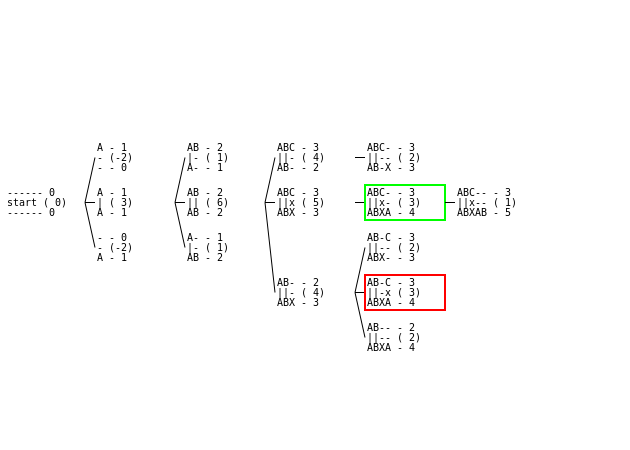 ------ 0
start ( 0)
------ 0
A - 1
- (-2)
- - 0
A - 1
| ( 3)
A - 1
- - 0
- (-2)
A - 1
AB - 2
|- ( 1)
A- - 1
AB - 2
|| ( 6)
AB - 2
A- - 1
|- ( 1)
AB - 2
ABC - 3
||- ( 4)
AB- - 2
ABC - 3
||x ( 5)
ABX - 3
AB- - 2
||- ( 4)
ABX - 3
ABC- - 3
||-- ( 2)
AB-X - 3
ABC- - 3
||x- ( 3)
ABXA - 4
AB-C - 3
||-- ( 2)
ABX- - 3
AB-C - 3
||-x ( 3)
ABXA - 4
AB-- - 2
||-- ( 2)
ABXA - 4
ABC-- - 3
||x-- ( 1)
ABXAB - 5